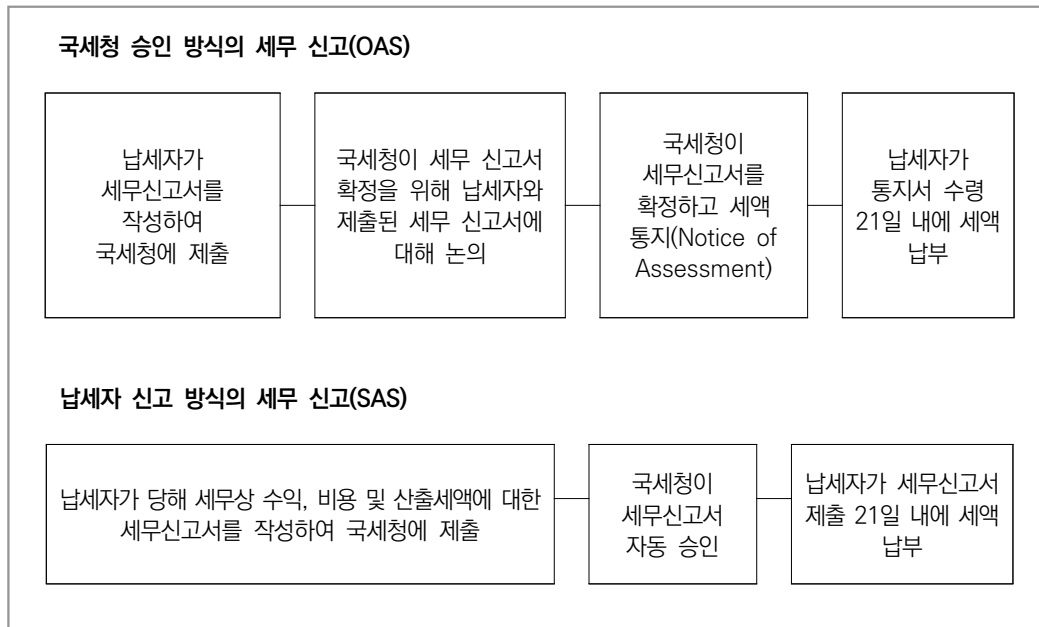 국세청 승인 방식의 세무 신고(OAS)
납세자가
세무신고서를
작성하여
국세청에 제출
국세청이 세무 신고서
확정을 위해 납세자와
제출된 세무 신고서에
대해 논의
국세청이
세무신고서를
확정하고 세액
통지(Notice of
Assessment)
납세자가
통지서 수령
21일 내에 세액
납부
납세자 신고 방식의 세무 신고(SAS)
납세자가 당해 세무상 수익, 비용 및 산출세액에 대한
세무신고서를 작성하여 국세청에 제출
국세청이
세무신고서
자동 승인
납세자가 세무신고서
제출 21일 내에 세액
납부